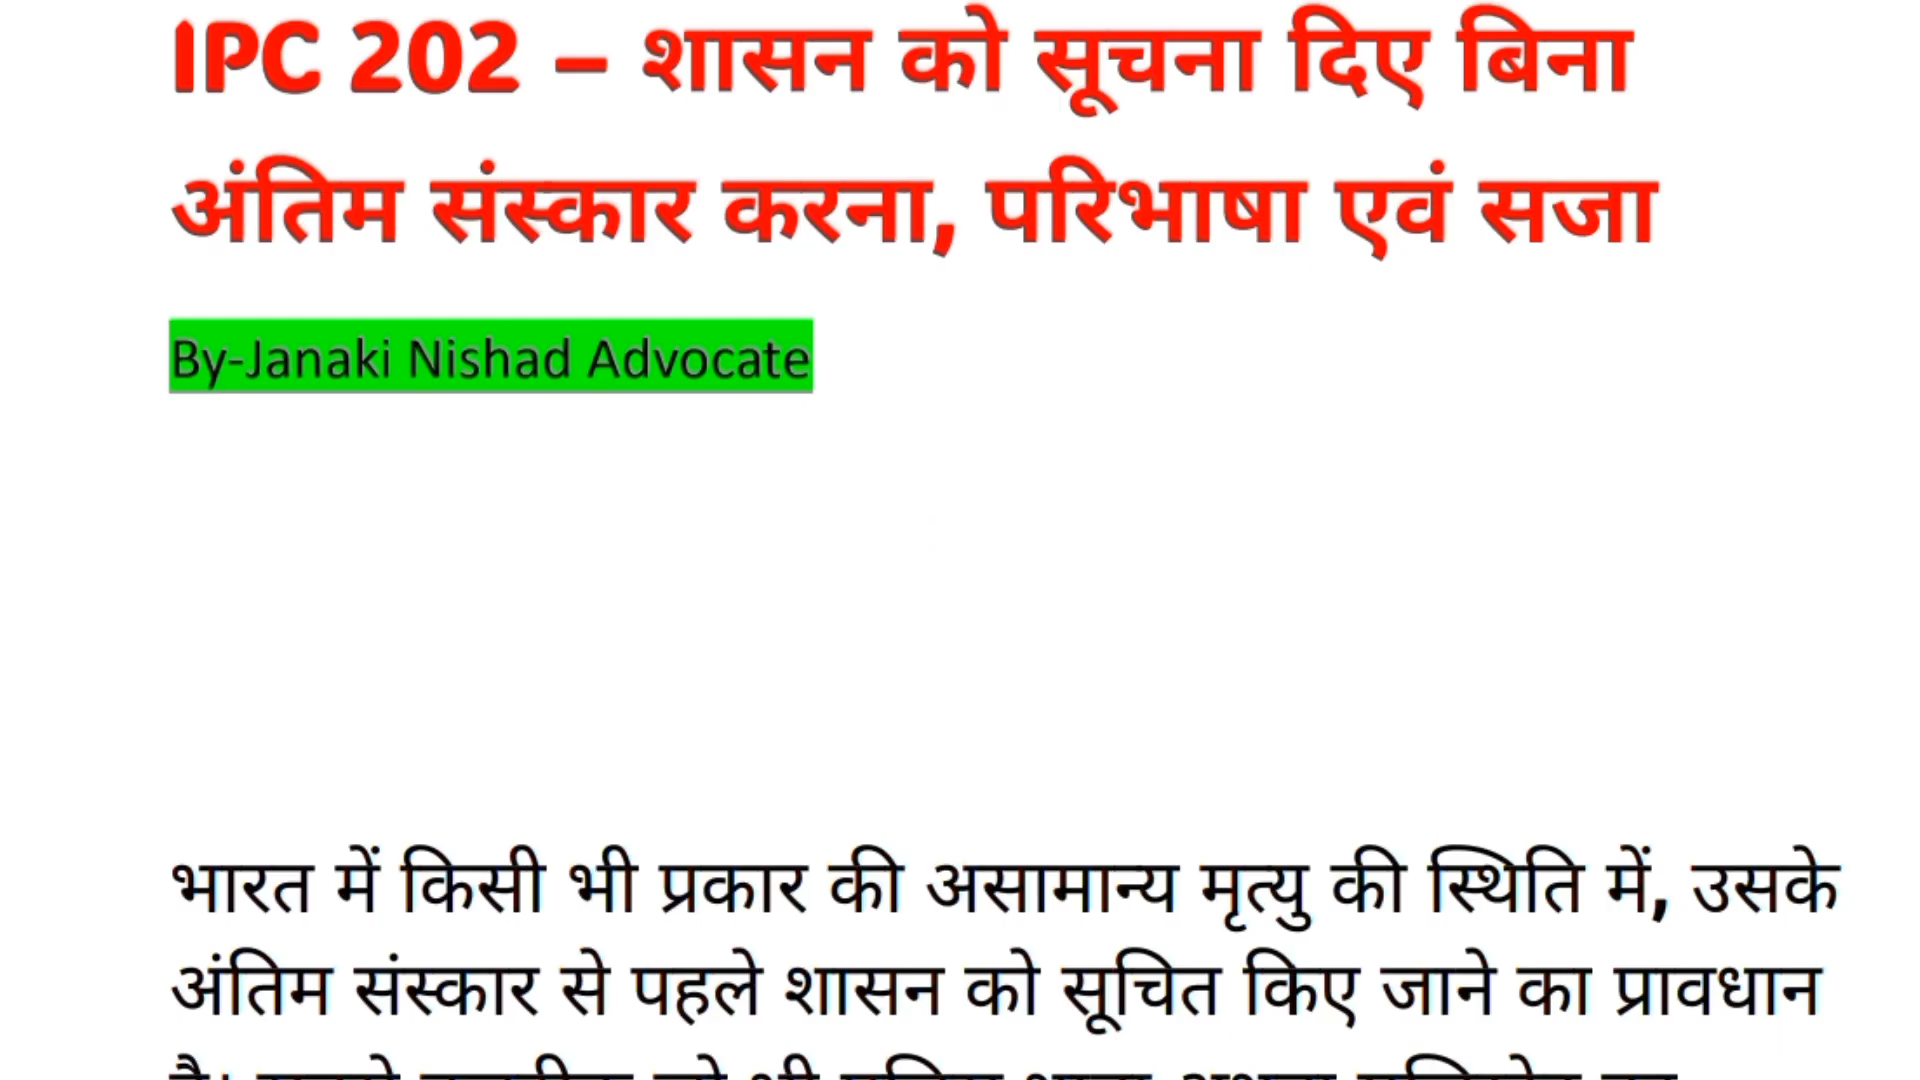 IPC 202 – शासन को सूचना दिए बिना
अंतिम संस्कार करना, परिभाषा एवं सजा
By-Janaki Nishad Advocate
भारत में किसी भी प्रकार की असामान्य मृत्यु की स्थिति में, उसके
अंतिम संस्कार से पहले शासन को सूचित किए जाने का प्रावधान